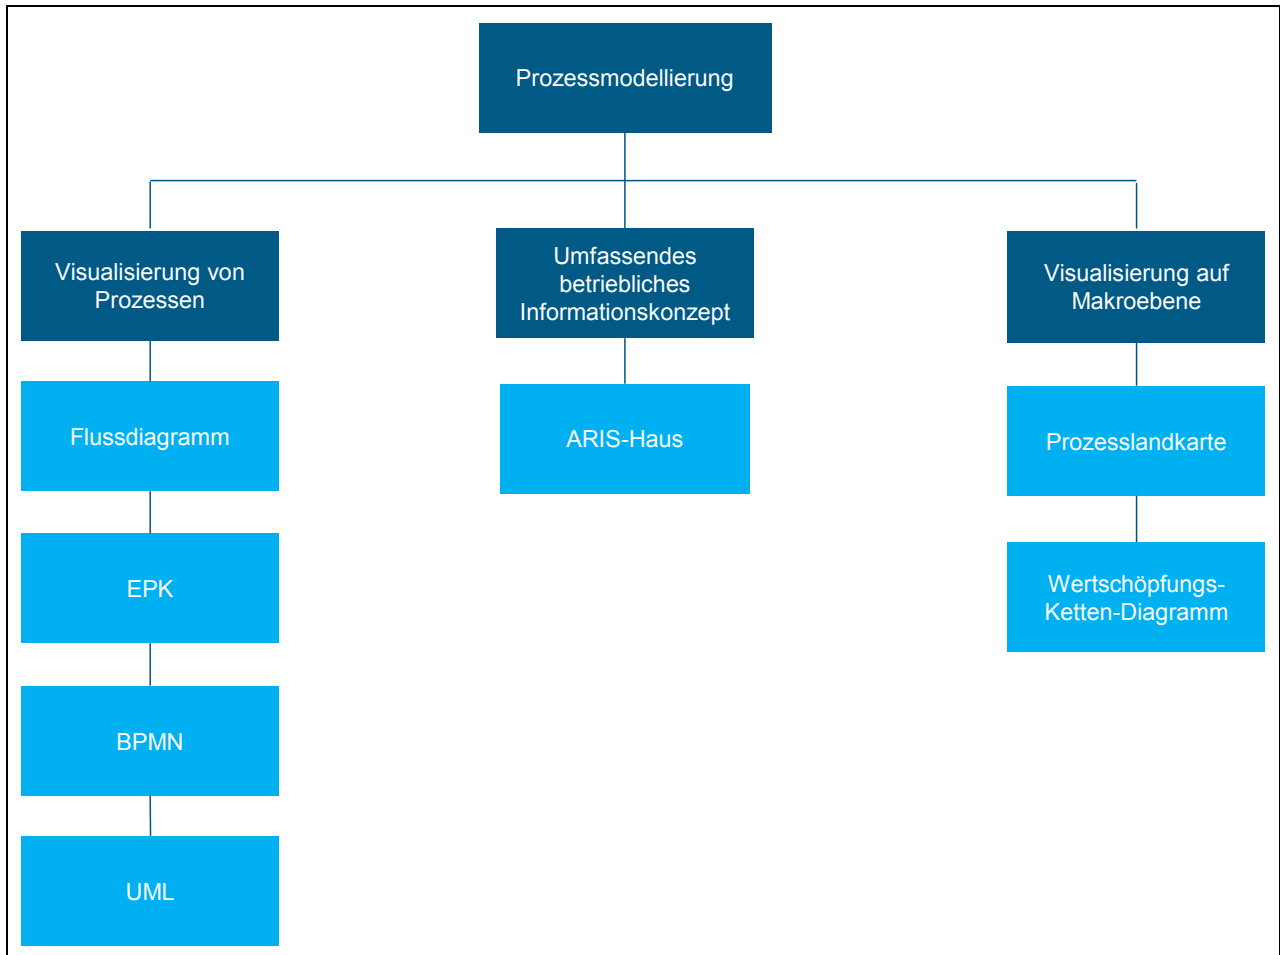 Prozessmodellierung
Visualisierung von
Prozessen
Umfassendes
betriebliches
Informationskonzept
Visualisierung auf
Makroebene
Flussdiagramm
ARIS-Haus
Prozesslandkarte
EPK
Wertschöpfungs-
Ketten-Diagramm
BPMN
UML